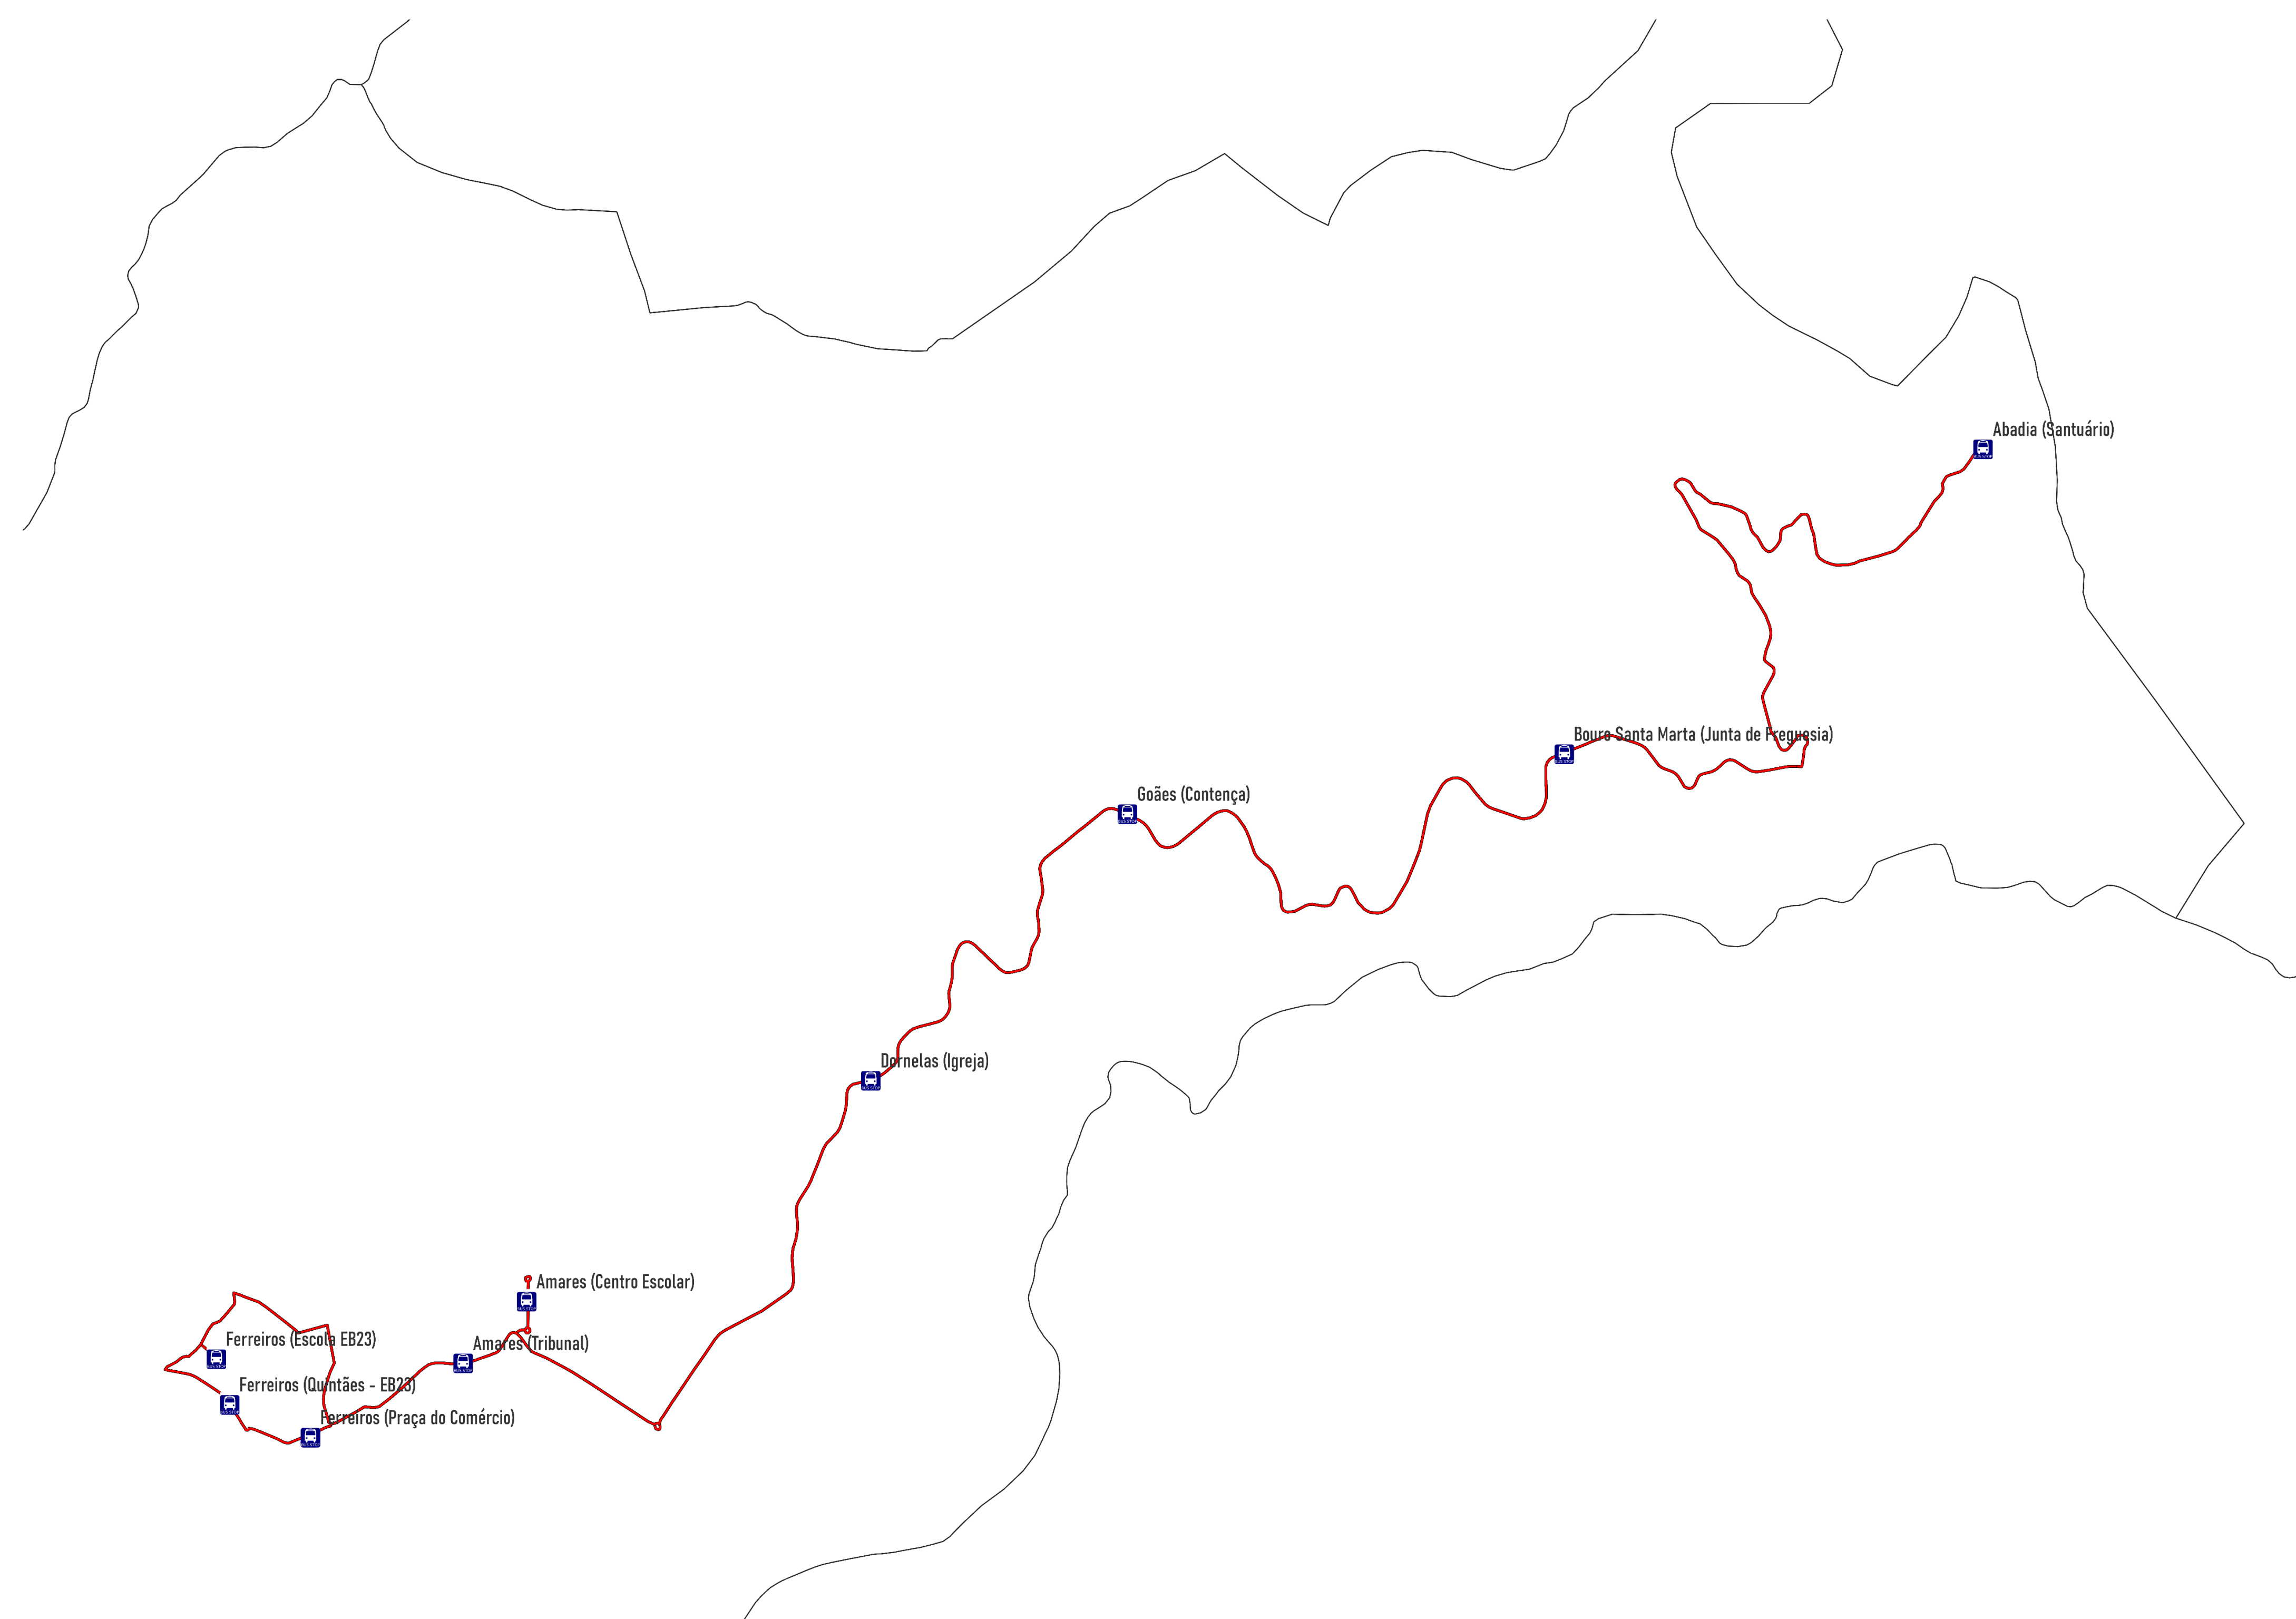 Abadia (Santuário)
Bouro Santa Marta (Junta de Freguesia)
Goães (Contença)
Dornelas (Igreja)
Amares (Centro Escolar)
Ferreiros (Escola EB23)
Amares (Tribunal)
Ferreiros (Quintães - EB23)
Ferreiros (Praça do Comércio)